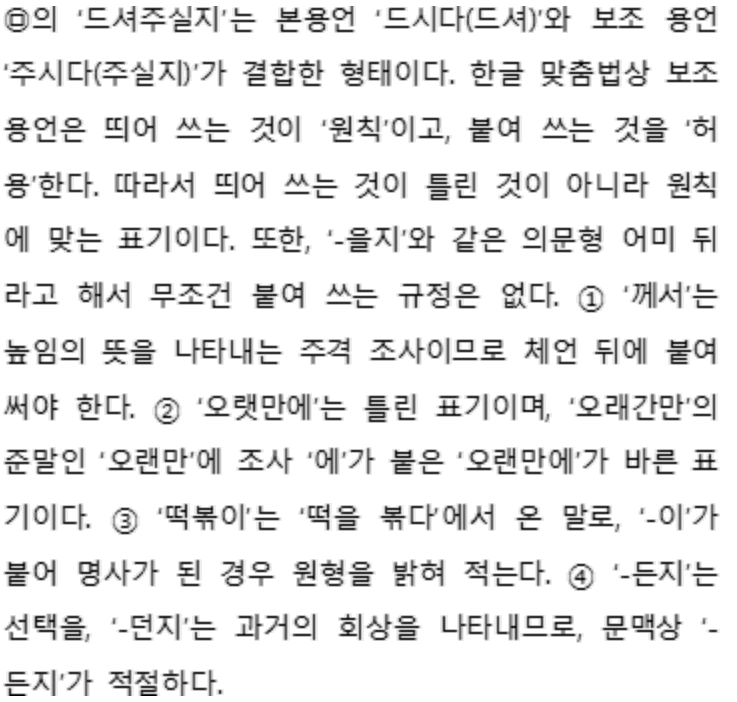 ㉤의 '드셔주실지'는 본용언 '드시다(드셔)'와 보조 용언
'주시다(주실지)'가 결합한 형태이다. 한글 맞춤법상 보조
용언은 띄어 쓰는 것이 '원칙'이고, 붙여 쓰는 것을 '허
용'한다. 따라서 띄어 쓰는 것이 틀린 것이 아니라 원칙
에 맞는 표기이다. 또한, '-을지'와 같은 의문형 어미 뒤
라고 해서 무조건 붙여 쓰는 규정은 없다. ① '께서'는
높임의 뜻을 나타내는 주격 조사이므로 체언 뒤에 붙여
써야 한다. ② '오랫만에'는 틀린 표기이며, '오래간만'의
준말인 '오랜만'에 조사 '에'가 붙은 '오랜만에'가 바른 표
기이다. ③ '떡볶이'는 '떡을 볶다'에서 온 말로, '-이'가
붙어 명사가 된 경우 원형을 밝혀 적는다. ④ '-든지'는
선택을, '-던지'는 과거의 회상을 나타내므로, 문맥상 '-
든지'가 적절하다.